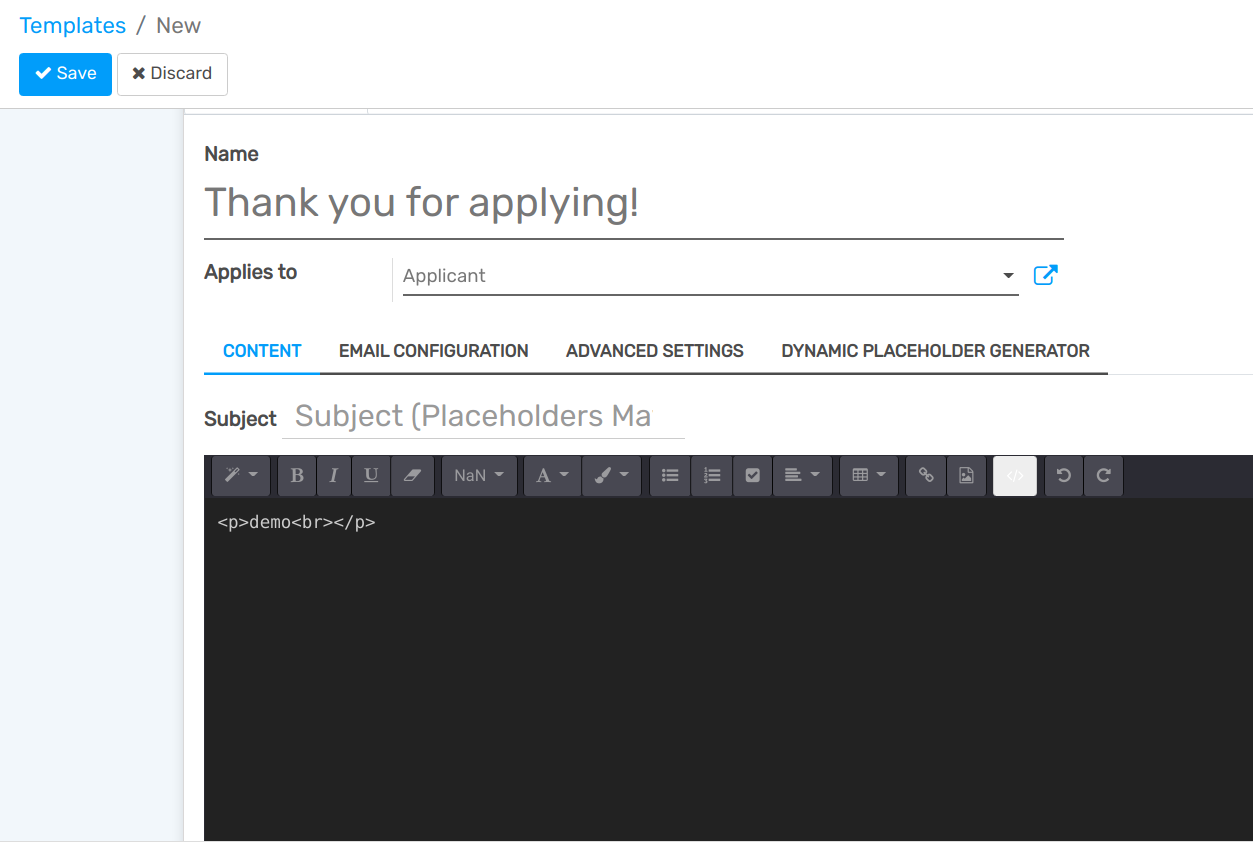 Templates / New
Save Discard
Name
Thank you for applying!
Applies to Applicant
CONTENT EMAIL CONFIGURATION ADVANCED SETTINGS DYNAMIC PLACEHOLDER GENERATOR
Subject Subject (Placeholders Ma
B I U NaN A </>
<p>demo<br></p>